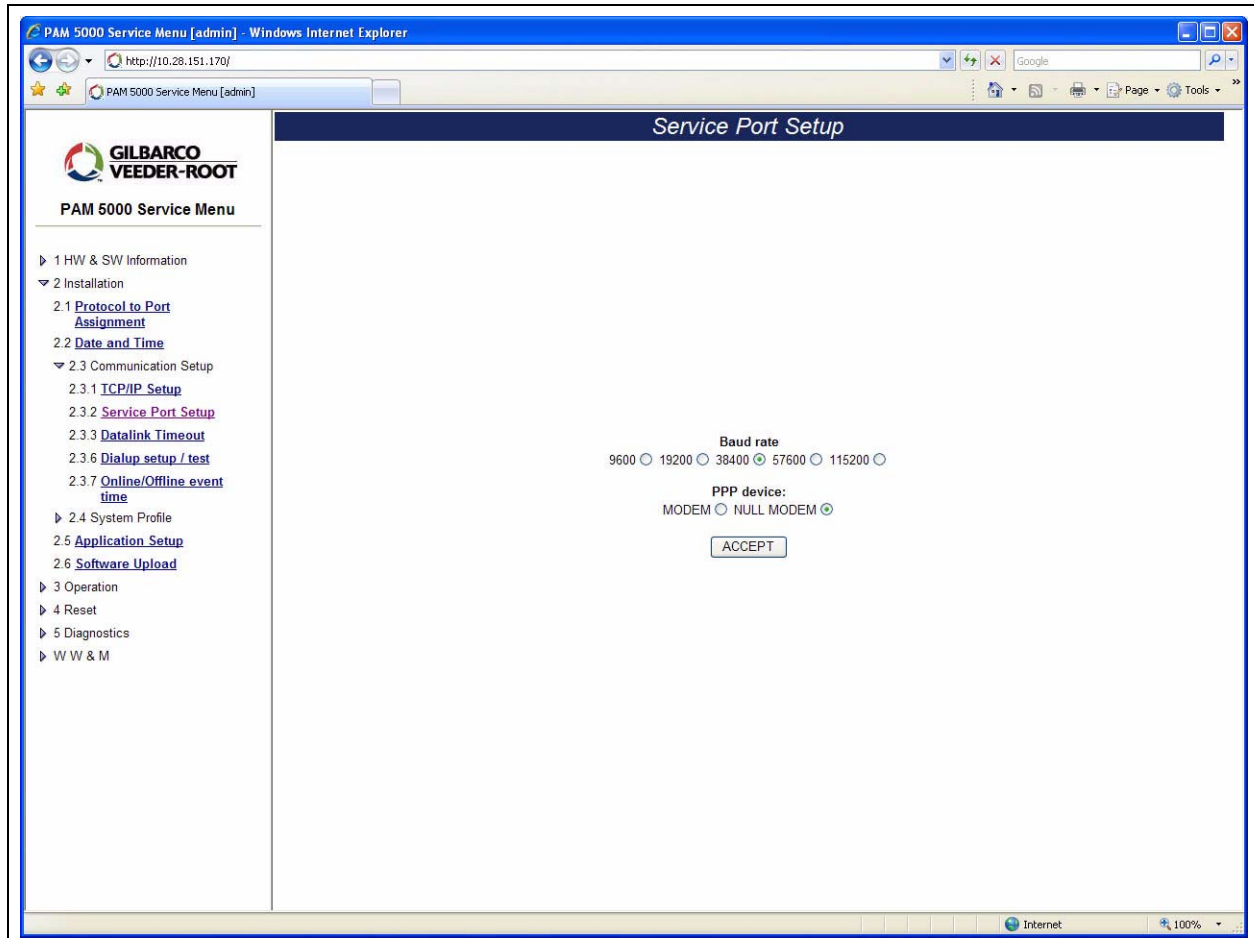 PAM 5000 Service Menu [admin] - Windows Internet Explorer
http://10.28.151.170/
Google
PAM 5000 Service Menu [admin]
Page
Tools
GILBARCO
VEEDER-ROOT
PAM 5000 Service Menu
1 HW & SW Information
2 Installation
2.1 Protocol to Port
Assignment
2.2 Date and Time
2.3 Communication Setup
2.3.1 TCP/IP Setup
2.3.2 Service Port Setup
2.3.3 Datalink Timeout
2.3.6 Dialup setup / test
2.3.7 Online/Offline event
time
2.4 System Profile
2.5 Application Setup
2.6 Software Upload
3 Operation
4 Reset
5 Diagnostics
W W & M
Service Port Setup
Baud rate
9600 19200 38400 57600 115200
PPP device:
MODEM NULL MODEM
ACCEPT
Internet
100%